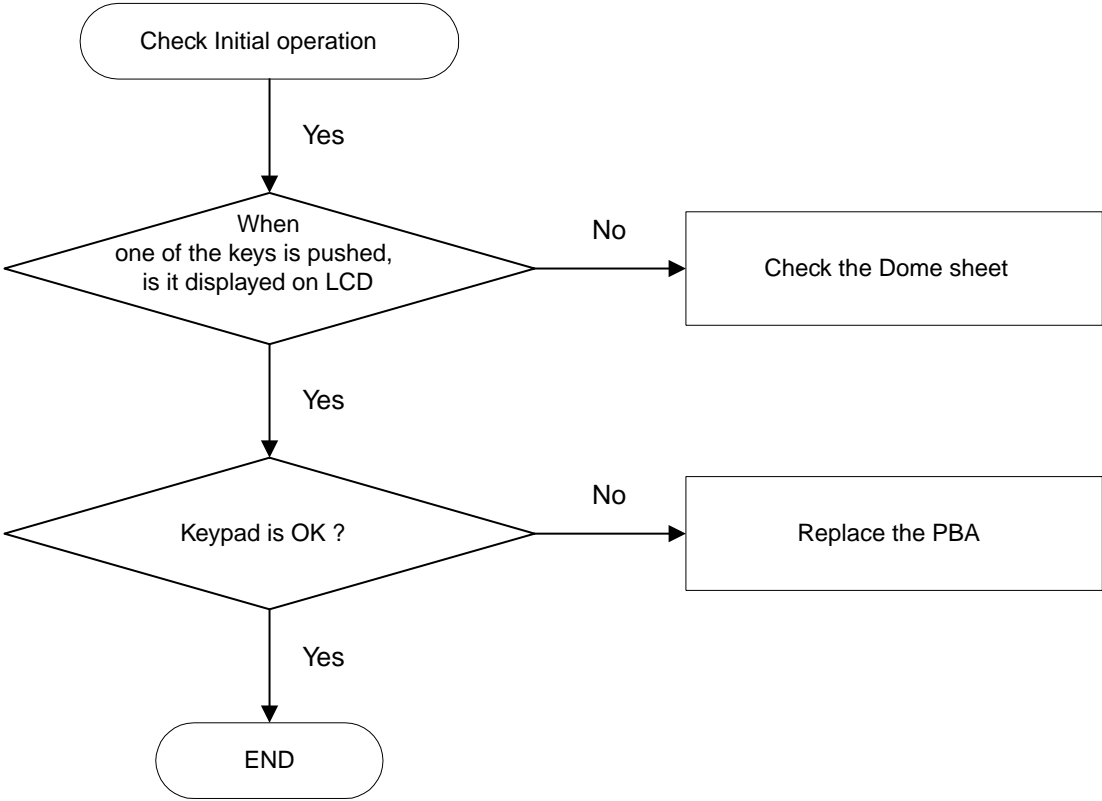 Check Initial operation
Yes
When
one of the keys is pushed,
is it displayed on LCD
No
Check the Dome sheet
Yes
Keypad is OK ?
No
Replace the PBA
Yes
END